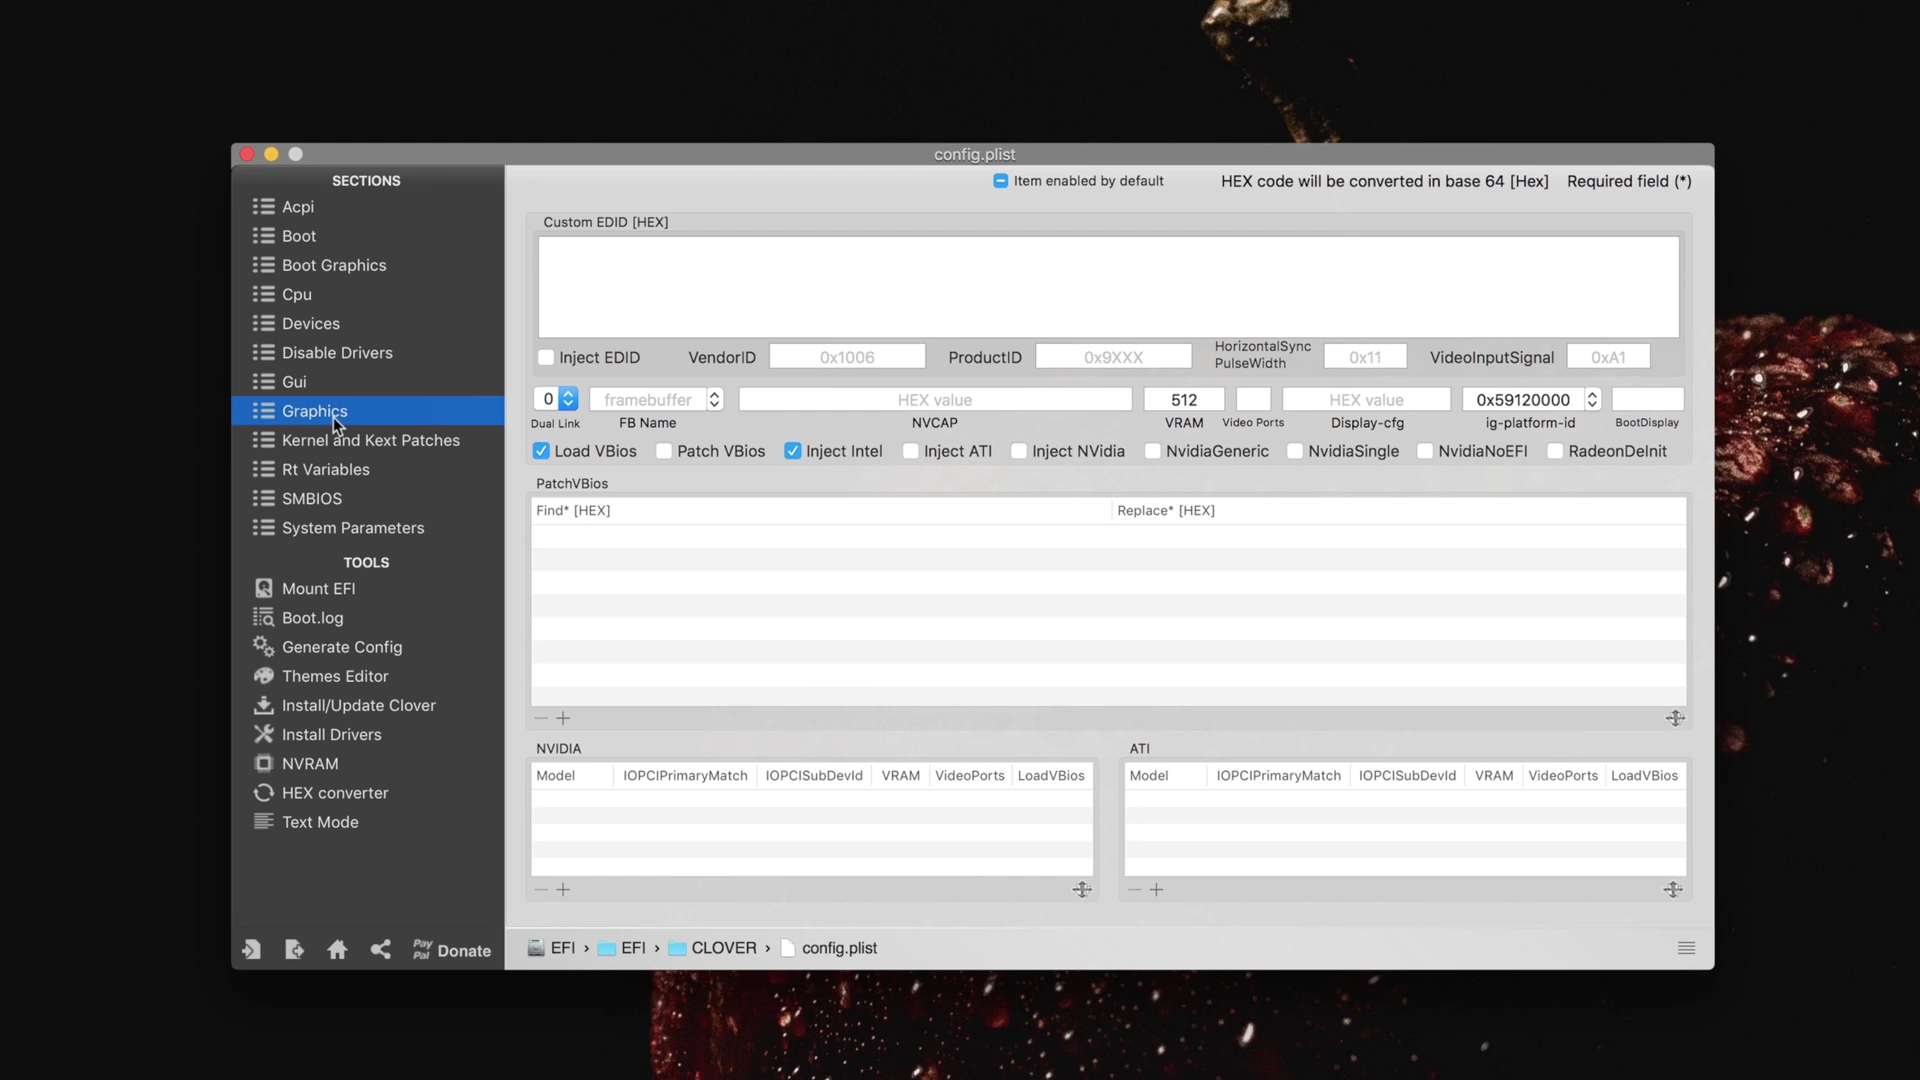 config.plist
SECTIONS
Acpi
Boot
Boot Graphics
Cpu
Devices
Disable Drivers
Gui
Graphics
Kernel and Kext Patches
Rt Variables
SMBIOS
System Parameters
TOOLS
Mount EFI
Boot.log
Generate Config
Themes Editor
Install/Update Clover
Install Drivers
NVRAM
HEX converter
Text Mode
Pay Pal Donate
Item enabled by default HEX code will be converted in base 64 [Hex] Required field (*)
Custom EDID [HEX]
Inject EDID VendorID 0x1006 ProductID 0x9XXX HorizontalSync PulseWidth 0x11 VideoInputSignal 0xA1
0 framebuffer HEX value 512 HEX value 0x59120000
Dual Link FB Name NVCAP VRAM Video Ports Display-cfg ig-platform-id BootDisplay
Load VBios Patch VBios Inject Intel Inject ATI Inject NVidia NvidiaGeneric NvidiaSingle NvidiaNoEFI RadeonDeInit
PatchVBios
Find* [HEX] Replace* [HEX]
NVIDIA
Model IOPCIPrimaryMatch IOPCISubDevId VRAM VideoPorts LoadVBios
ATI
Model IOPCIPrimaryMatch IOPCISubDevId VRAM VideoPorts LoadVBios
EFI › EFI › CLOVER › config.plist